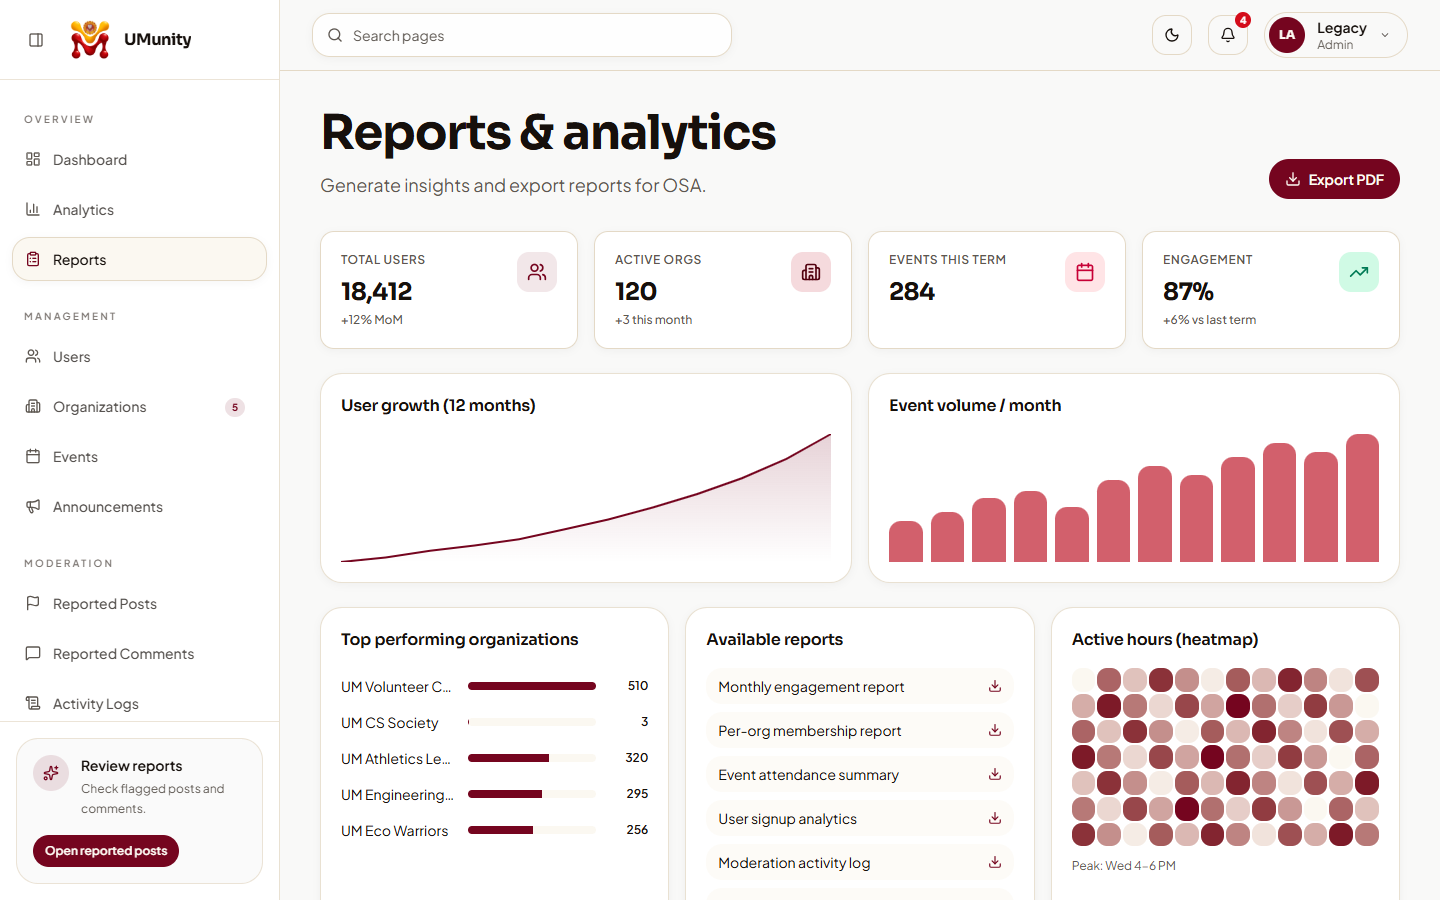 UMunity
Search pages
4
LA
Legacy
Admin
OVERVIEW
Dashboard
Analytics
Reports
MANAGEMENT
Users
Organizations
5
Events
Announcements
MODERATION
Reported Posts
Reported Comments
Activity Logs
Review reports
Check flagged posts and
comments.
Open reported posts
Reports & analytics
Generate insights and export reports for OSA.
Export PDF
TOTAL USERS
18,412
+12% MoM
ACTIVE ORGS
120
+3 this month
EVENTS THIS TERM
284
ENGAGEMENT
87%
+6% vs last term
User growth (12 months)
Event volume / month
Top performing organizations
UM Volunteer C... 510
UM CS Society 3
UM Athletics Le... 320
UM Engineering... 295
UM Eco Warriors 256
Available reports
Monthly engagement report
Per-org membership report
Event attendance summary
User signup analytics
Moderation activity log
Active hours (heatmap)
Peak: Wed 4–6 PM